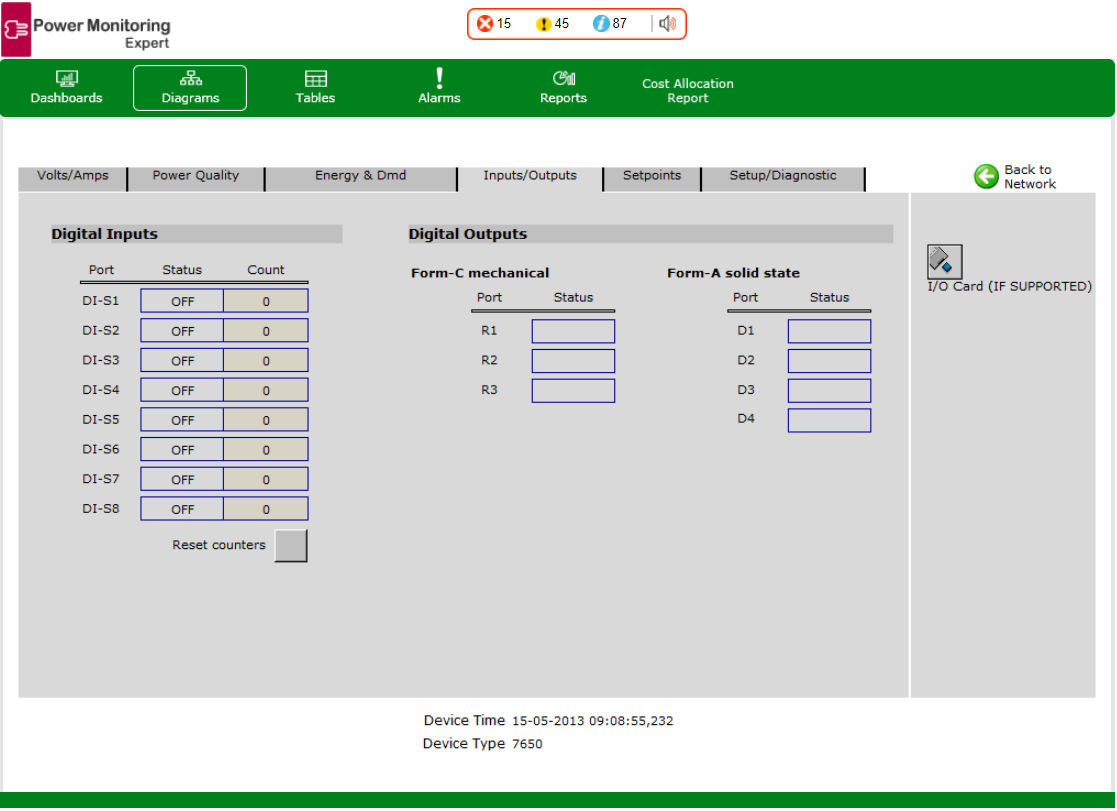 Power Monitoring
Expert
15 45 87
Dashboards Diagrams Tables Alarms Reports Cost Allocation
Report
Volts/Amps Power Quality Energy & Dmd Inputs/Outputs Setpoints Setup/Diagnostic Back to
Network
Digital Inputs Digital Outputs
Port Status Count
Form-C mechanical Form-A solid state
Port Status Port Status
I/O Card (IF SUPPORTED)
DI-S1 OFF 0
DI-S2 OFF 0 R1 D1
DI-S3 OFF 0 R2 D2
DI-S4 OFF 0 R3 D3
DI-S5 OFF 0 D4
DI-S6 OFF 0
DI-S7 OFF 0
DI-S8 OFF 0
Reset counters
Device Time 15-05-2013 09:08:55,232
Device Type 7650